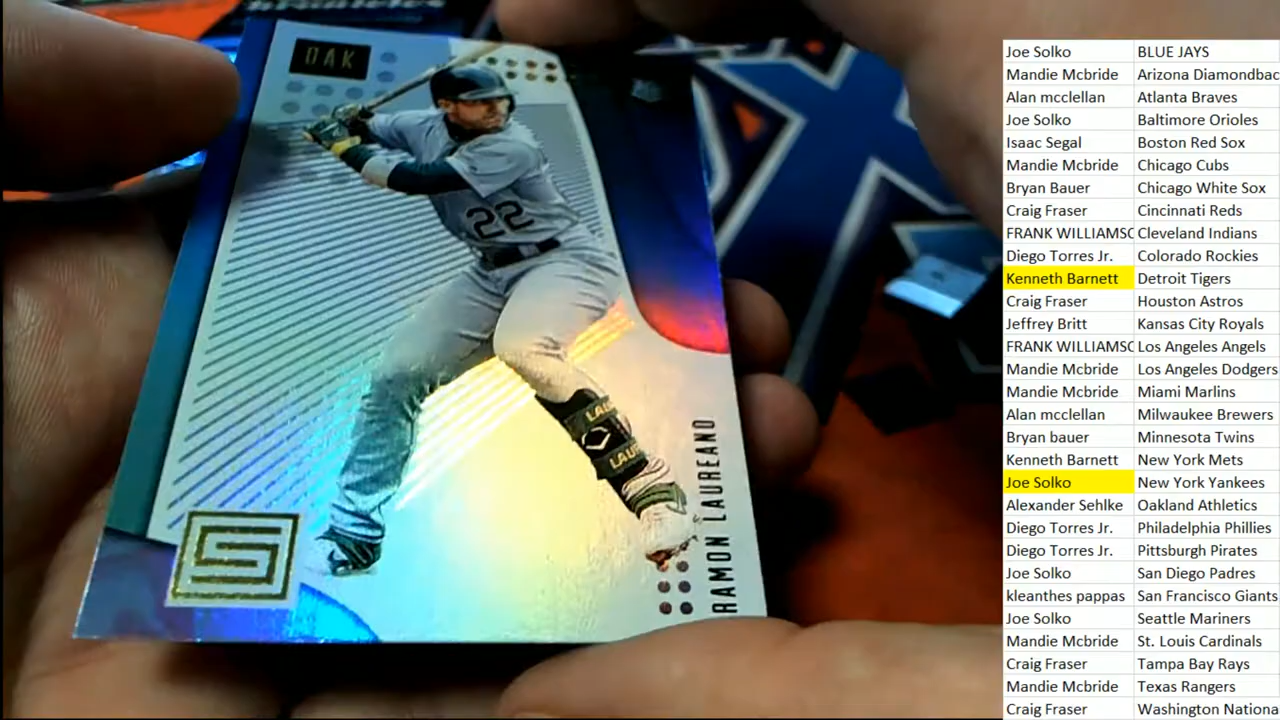 OAK
22
LAU
LAUR
RAMON LAUREANO
Joe Solko BLUE JAYS
Mandie Mcbride Arizona Diamondbac
Alan mcclellan Atlanta Braves
Joe Solko Baltimore Orioles
Isaac Segal Boston Red Sox
Mandie Mcbride Chicago Cubs
Bryan Bauer Chicago White Sox
Craig Fraser Cincinnati Reds
FRANK WILLIAMSO Cleveland Indians
Diego Torres Jr. Colorado Rockies
Kenneth Barnett Detroit Tigers
Craig Fraser Houston Astros
Jeffrey Britt Kansas City Royals
FRANK WILLIAMSO Los Angeles Angels
Mandie Mcbride Los Angeles Dodgers
Mandie Mcbride Miami Marlins
Alan mcclellan Milwaukee Brewers
Bryan bauer Minnesota Twins
Kenneth Barnett New York Mets
Joe Solko New York Yankees
Alexander Sehlke Oakland Athletics
Diego Torres Jr. Philadelphia Phillies
Diego Torres Jr. Pittsburgh Pirates
Joe Solko San Diego Padres
kleanthes pappas San Francisco Giants
Joe Solko Seattle Mariners
Mandie Mcbride St. Louis Cardinals
Craig Fraser Tampa Bay Rays
Mandie Mcbride Texas Rangers
Craig Fraser Washington Nationa